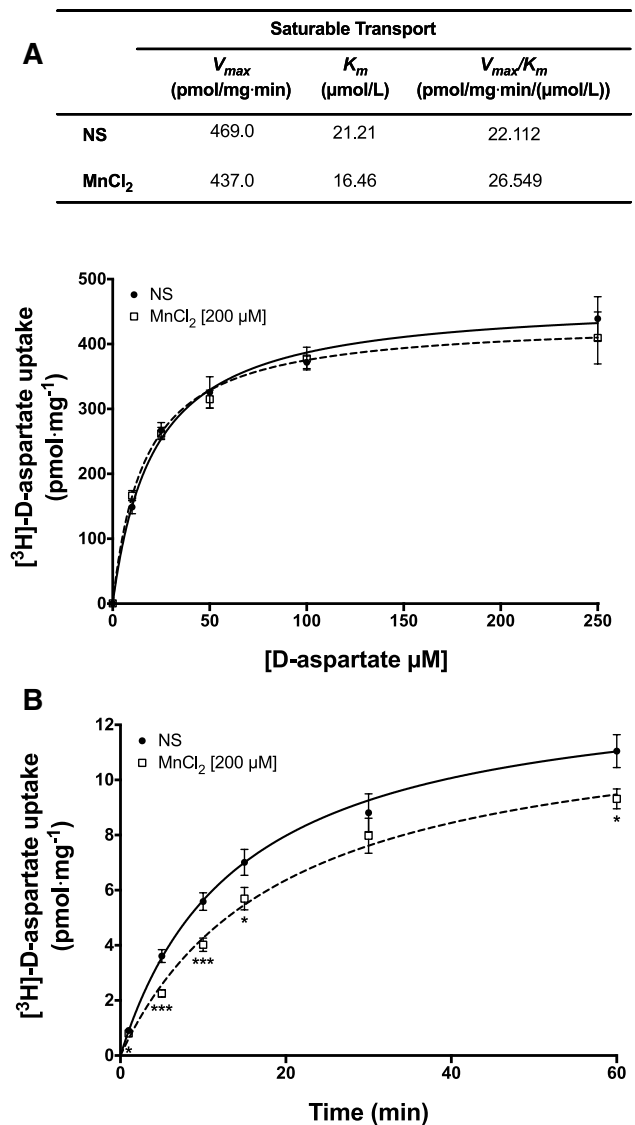 A
Saturable Transport
Vmax Km Vmax/Km
(pmol/mg·min) (µmol/L) (pmol/mg·min/(µmol/L))
NS 469.0 21.21 22.112
MnCl2 437.0 16.46 26.549
500
400
300
200
100
0
NS
MnCl2 [200 µM]
[3H]-D-aspartate uptake
(pmol·mg-1)
0 50 100 150 200 250
[D-aspartate µM]
B
12
10
8
6
4
2
0
NS
MnCl2 [200 µM]
[3H]-D-aspartate uptake
(pmol·mg-1)
*
***
***
*
*
0 20 40 60
Time (min)